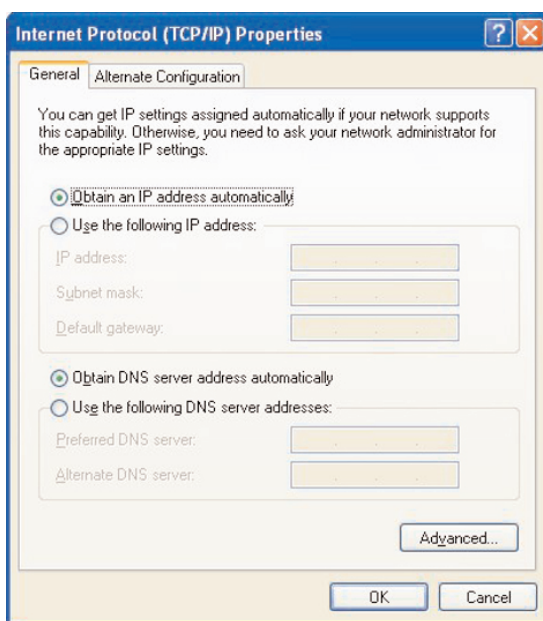 Internet Protocol (TCP/IP) Properties
General Alternate Configuration
You can get IP settings assigned automatically if your network supports
this capability. Otherwise, you need to ask your network administrator for
the appropriate IP settings.
Obtain an IP address automatically
Use the following IP address:
IP address:
Subnet mask:
Default gateway:
Obtain DNS server address automatically
Use the following DNS server addresses:
Preferred DNS server:
Alternate DNS server:
Advanced...
OK Cancel